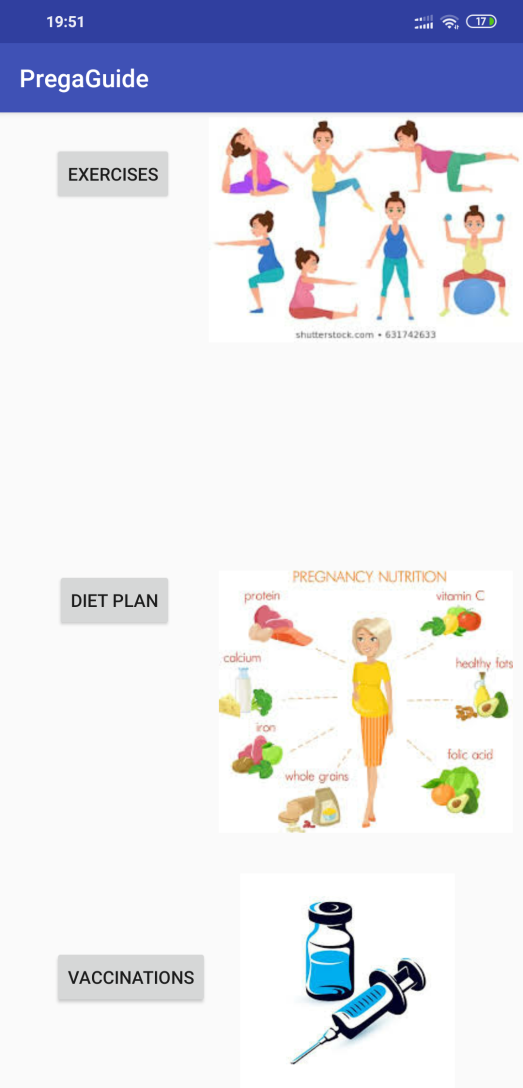 19:51
17
PregaGuide
EXERCISES
shutterstock.com • 631742633
DIET PLAN
PREGNANCY NUTRITION
protein
vitamin C
calcium
healthy fats
iron
folic acid
whole grains
VACCINATIONS